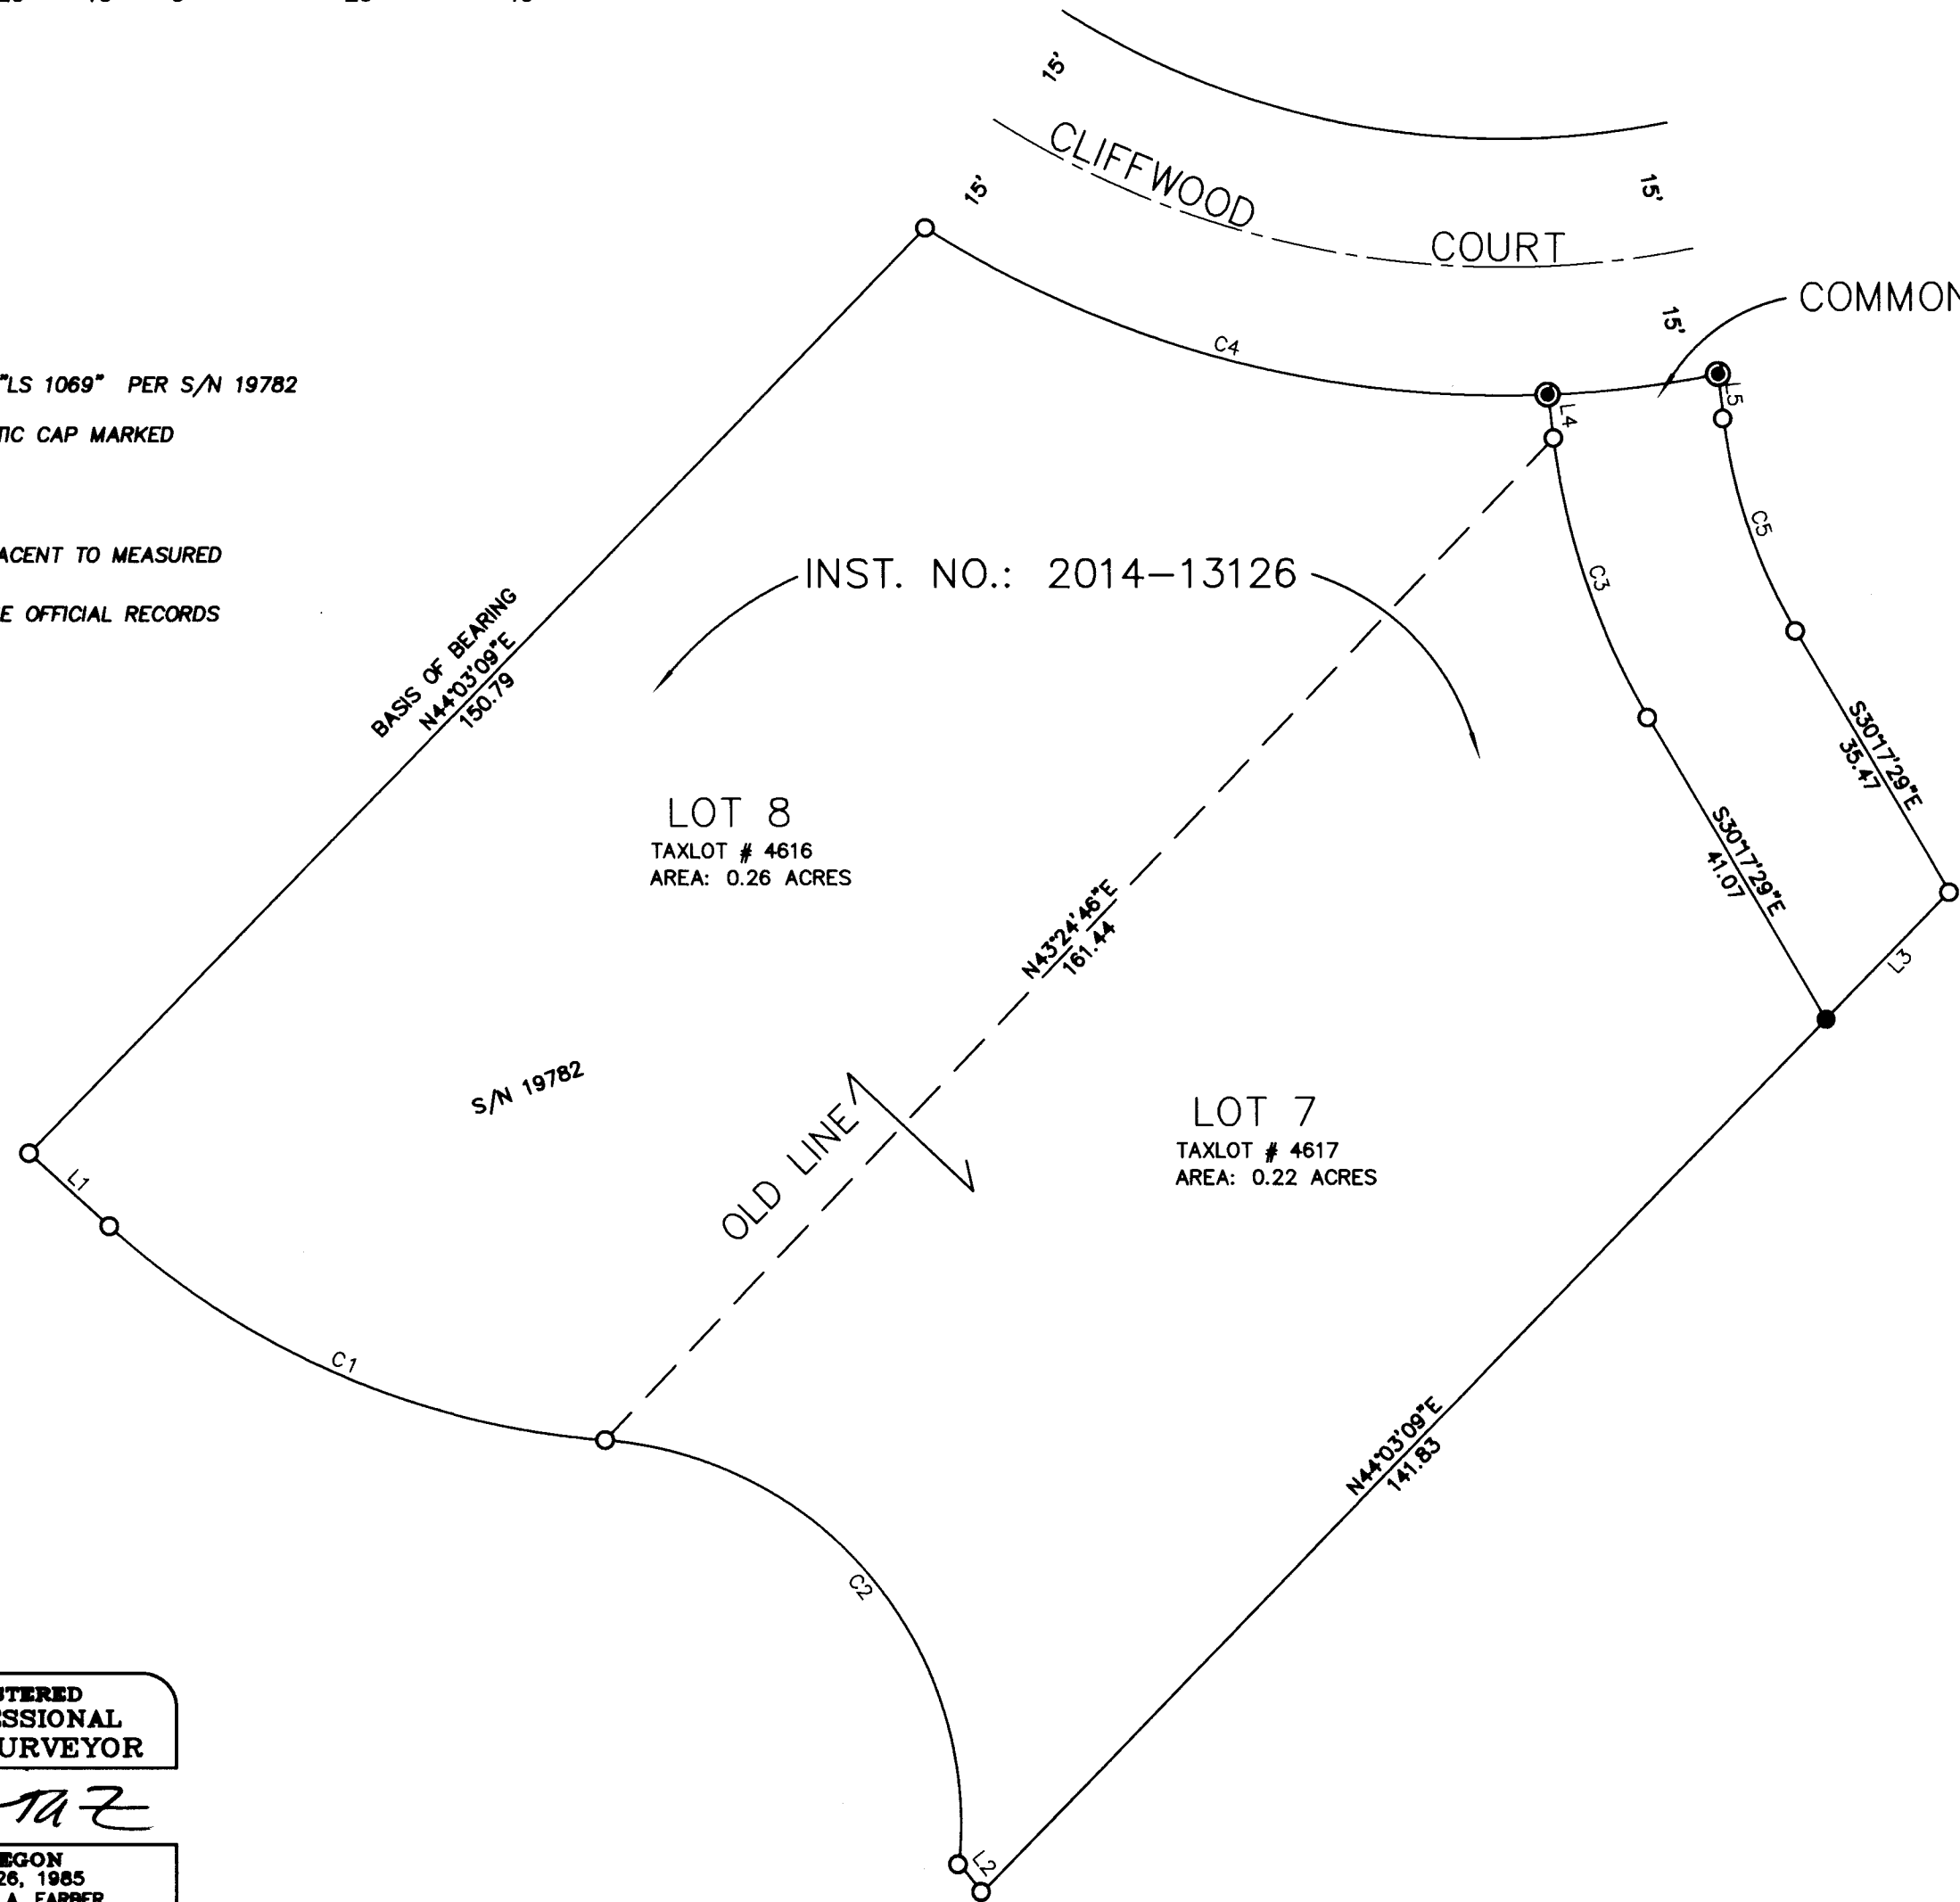 15'
CLIFFWOOD
COURT
15'
15'
15'
COMMON
C4
L4
L5
"LS 1069" PER S/N 19782
TIC CAP MARKED
ACENT TO MEASURED
E OFFICIAL RECORDS
INST. NO.: 2014-13126
C5
C3
BASIS OF BEARING
N44°03'09"E
150.79
S30°17'29"E
35.47
S30°17'29"E
41.07
LOT 8
TAXLOT # 4616
AREA: 0.26 ACRES
N43°24'46"E
161.44
L3
S/N 19782
OLD LINE
LOT 7
TAXLOT # 4617
AREA: 0.22 ACRES
L1
C1
N44°03'09"E
141.83
C2
L2
STERED
ESSIONAL
URVEYOR
EGON
26, 1985
A. FARBER